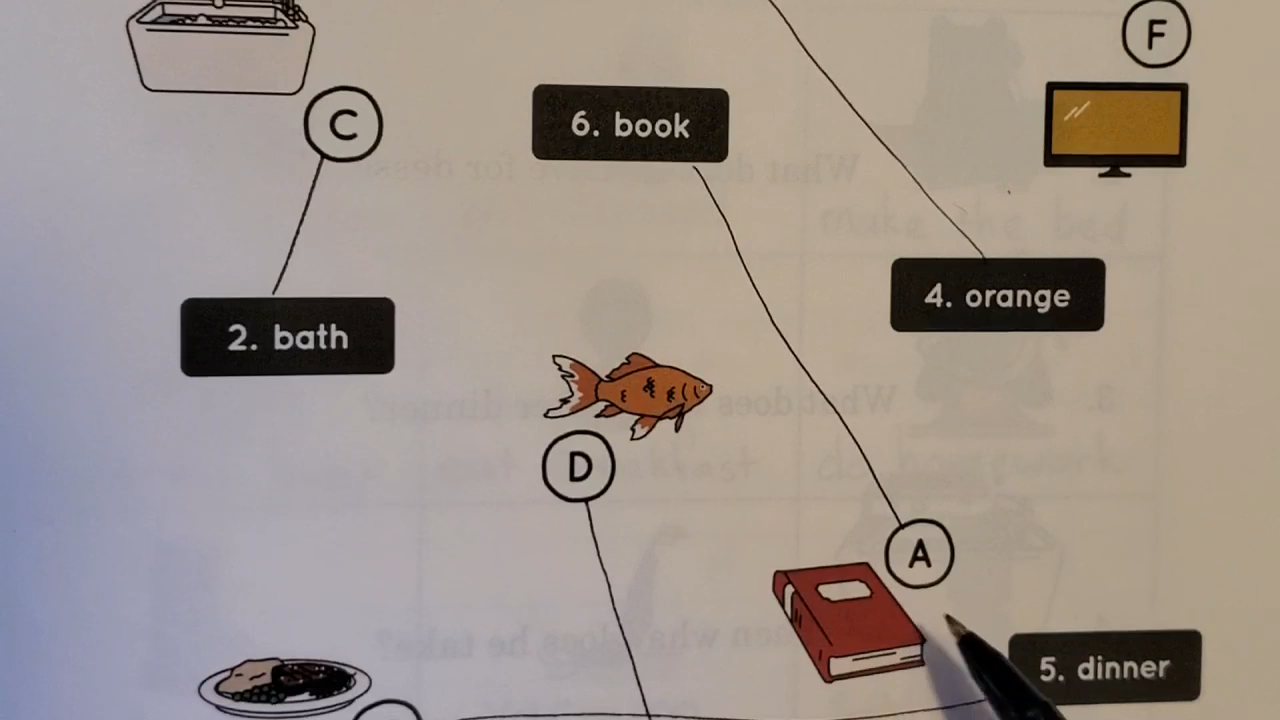 F
C
6. book
4. orange
2. bath
D
A
5. dinner